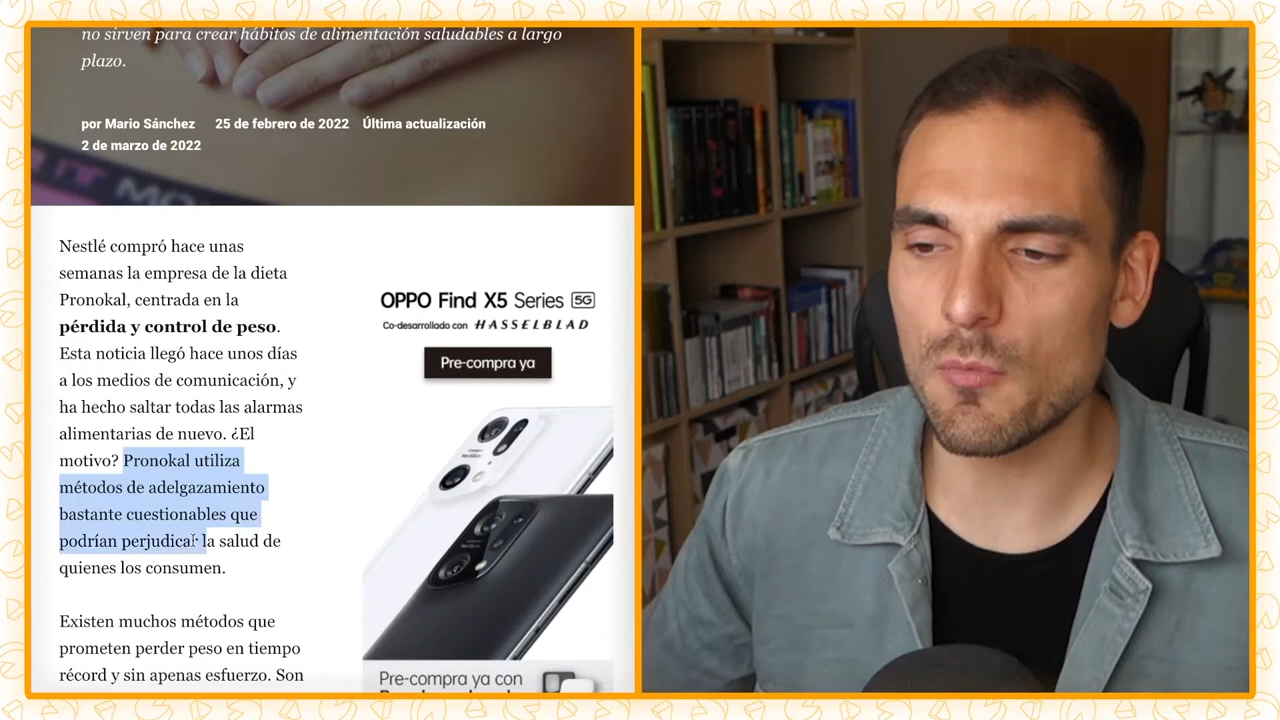 no sirven para crear hábitos de alimentación saludables a largo
plazo.
por Mario Sánchez 25 de febrero de 2022 Última actualización
2 de marzo de 2022
Nestlé compró hace unas
semanas la empresa de la dieta
Pronokal, centrada en la
pérdida y control de peso.
Esta noticia llegó hace unos días
a los medios de comunicación, y
ha hecho saltar todas las alarmas
alimentarias de nuevo. ¿El
motivo? Pronokal utiliza
métodos de adelgazamiento
bastante cuestionables que
podrían perjudicar la salud de
quienes los consumen.
Existen muchos métodos que
prometen perder peso en tiempo
récord y sin apenas esfuerzo. Son
OPPO Find X5 Series 5G
Co-desarrollado con HASSELBLAD
Pre-compra ya
Pre-compra ya con